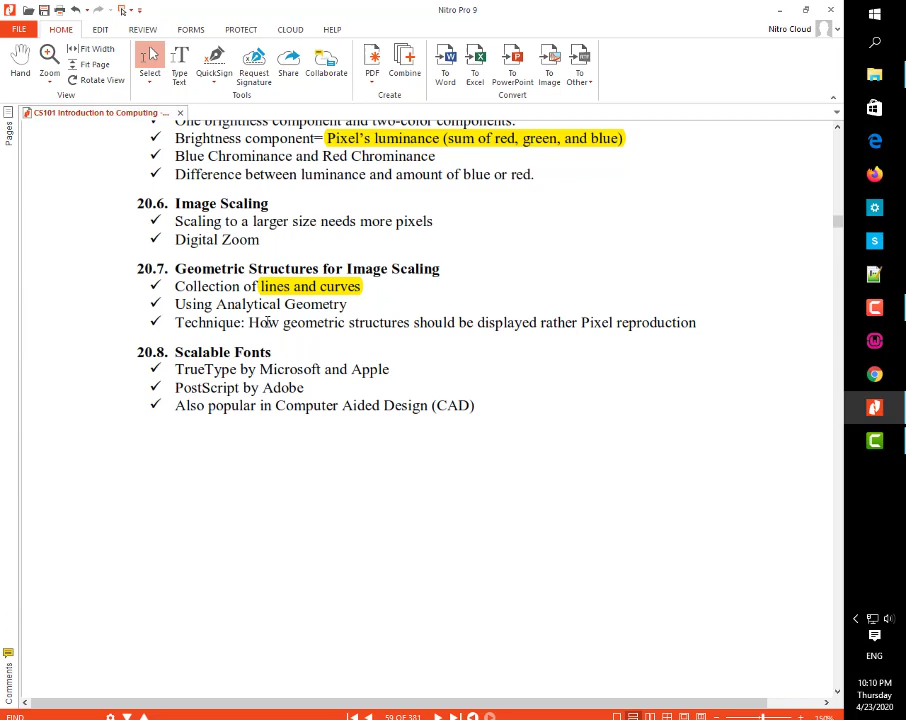 Nitro Pro 9
FILE HOME EDIT REVIEW FORMS PROTECT CLOUD HELP
Nitro Cloud
Hand Zoom Fit Width Fit Page Rotate View
Select Type Text QuickSign Request Signature Share Collaborate
PDF Combine To Word To Excel To PowerPoint To Image To Other
View Tools Create Convert
CS101 Introduction to Computing -...
Pages
One brightness component and two-color components.
✓ Brightness component= Pixel's luminance (sum of red, green, and blue)
✓ Blue Chrominance and Red Chrominance
✓ Difference between luminance and amount of blue or red.
20.6. Image Scaling
✓ Scaling to a larger size needs more pixels
✓ Digital Zoom
20.7. Geometric Structures for Image Scaling
✓ Collection of lines and curves
✓ Using Analytical Geometry
✓ Technique: How geometric structures should be displayed rather Pixel reproduction
20.8. Scalable Fonts
✓ TrueType by Microsoft and Apple
✓ PostScript by Adobe
✓ Also popular in Computer Aided Design (CAD)
Comments
FIND
59 OF 381
150%
ENG
10:10 PM
Thursday
4/23/2020